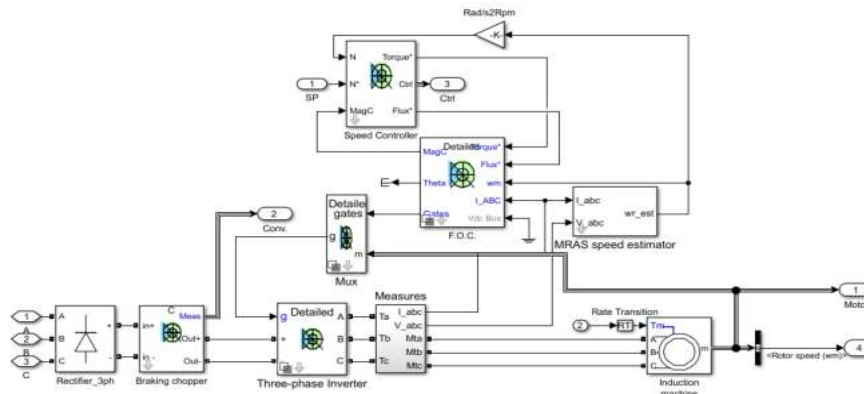 Rad/s2Rpm
-K-
N
Torque*
1
SP
N*
Ctrl
3
Ctrl
MagC
Flux*
Speed Controller
Detailed
MagC
Torque*
Flux*
Theta
wm
I_ABC
Gates
Vdc Bus
F.O.C.
I_abc
V_abc
wr_est
MRAS speed estimator
2
Conv.
Detaile
gates
g
m
Mux
Measures
1
A
2
B
3
C
A
B
C
+
-
Rectifier_3ph
C
in+
in -
Meas
Out+
Out-
Braking chopper
Detailed
g
+
-
A
B
C
Three-phase Inverter
Ta
Tb
Tc
I_abc
V_abc
Mta
Mtb
Mtc
Rate Transition
2
RT
Tm
A
B
C
m
Induction
machine
1
Moto
<Rotor speed (wm)>
4